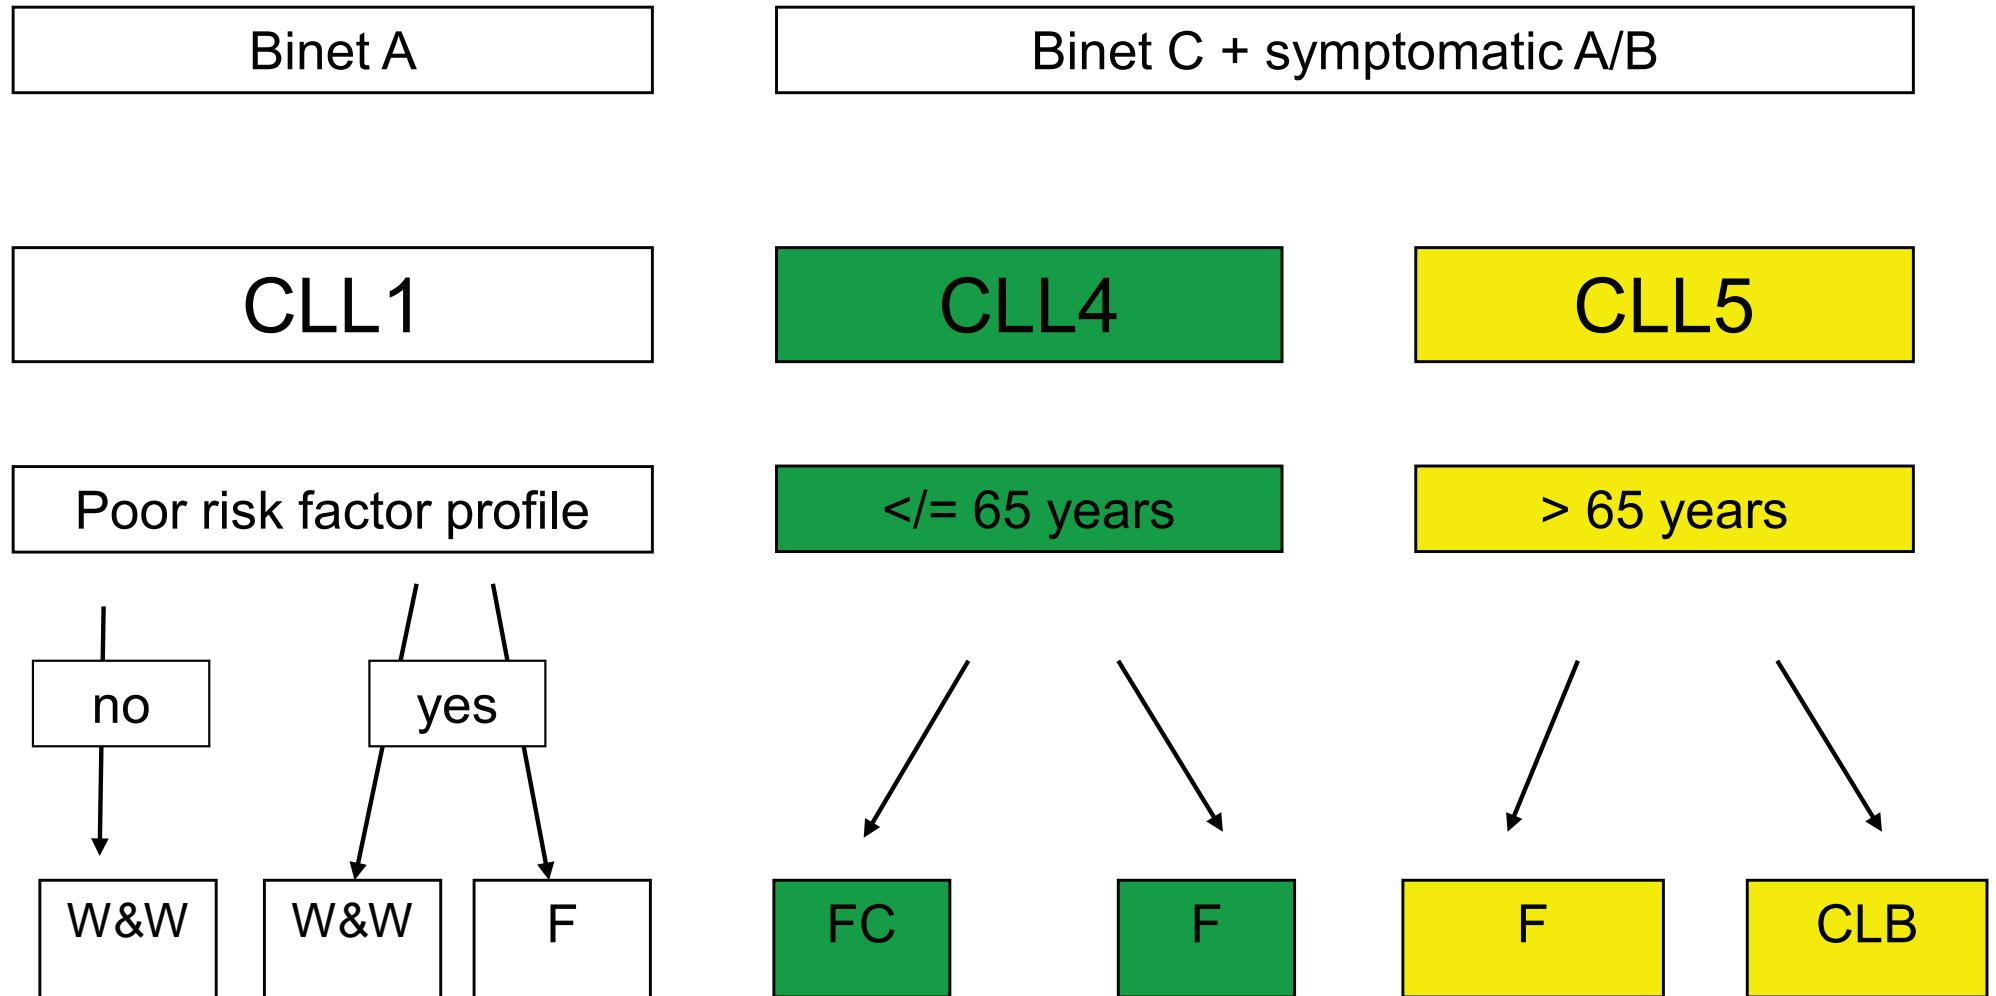 Binet A
Binet C + symptomatic A/B
CLL1
CLL4
CLL5
Poor risk factor profile
</= 65 years
> 65 years
no
yes
W&W
W&W
F
FC
F
F
CLB